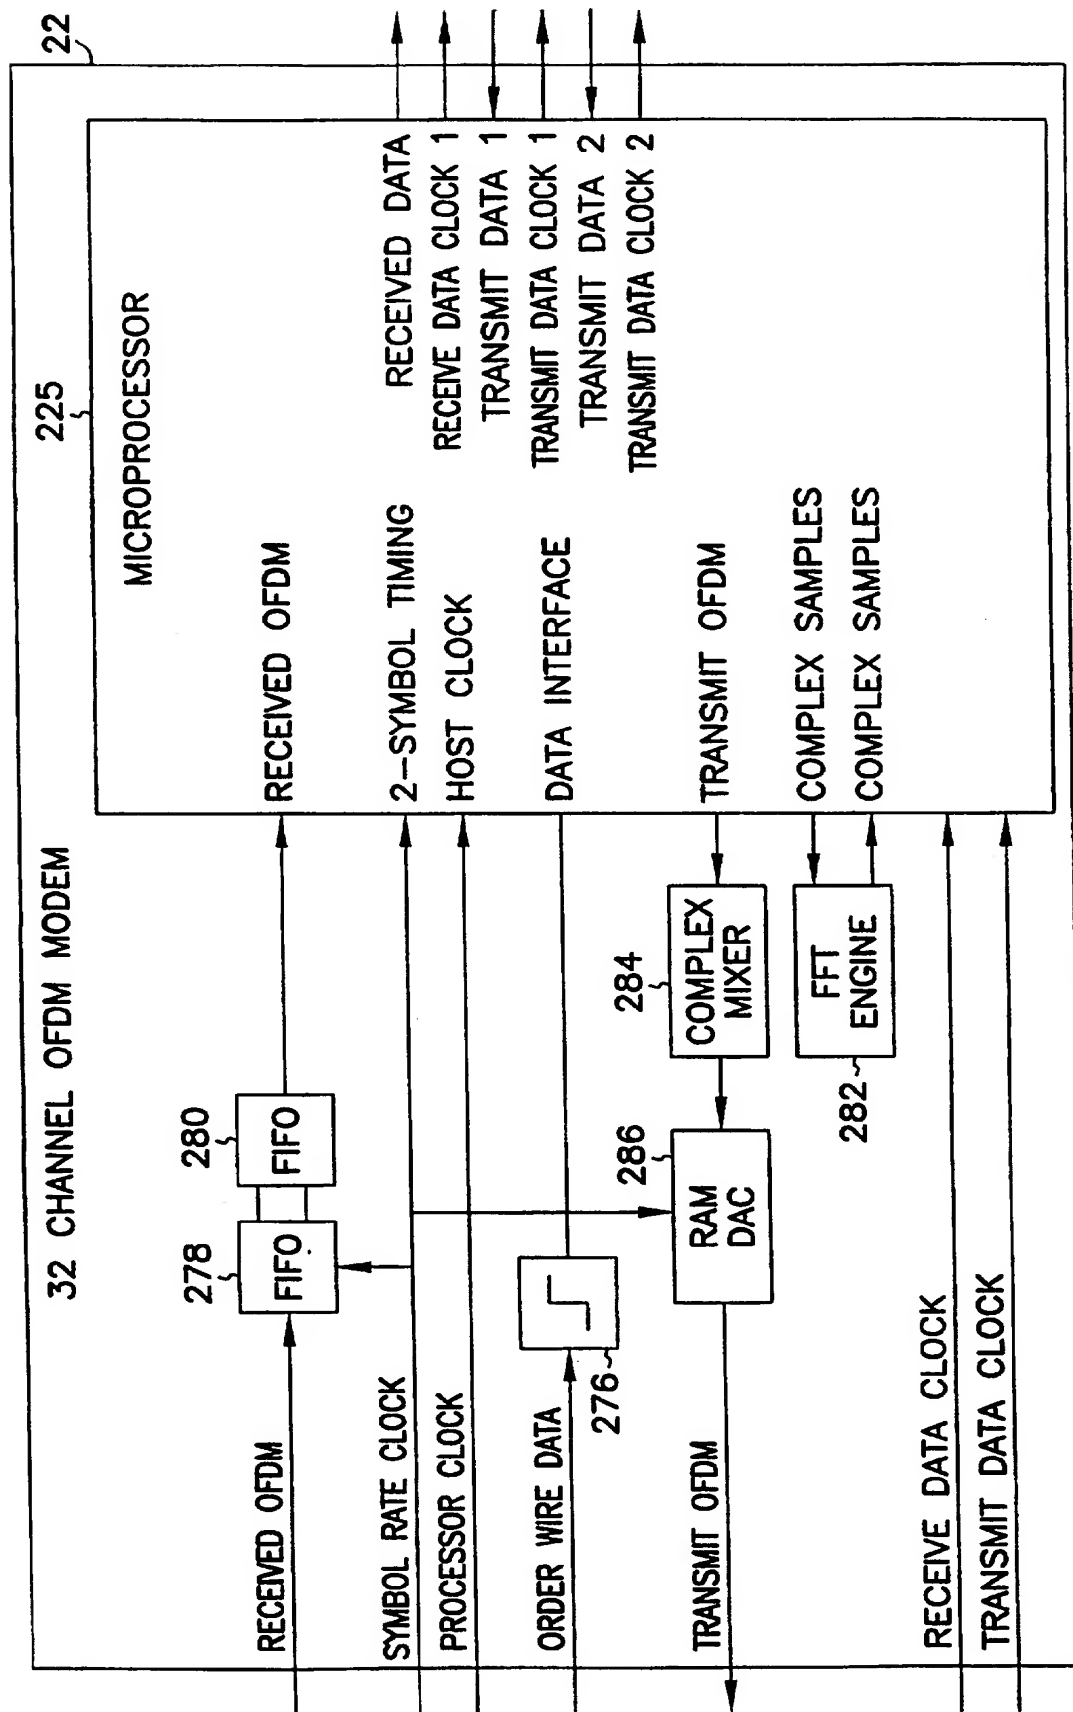 22
32 CHANNEL OFDM MODEM
225
MICROPROCESSOR
278
FIFO
280
FIFO
RECEIVED OFDM
RECEIVED OFDM
RECEIVED DATA
SYMBOL RATE CLOCK
2-SYMBOL TIMING
RECEIVE DATA CLOCK 1
PROCESSOR CLOCK
HOST CLOCK
TRANSMIT DATA 1
ORDER WIRE DATA
276
DATA INTERFACE
TRANSMIT DATA CLOCK 1
TRANSMIT DATA 2
TRANSMIT DATA CLOCK 2
TRANSMIT OFDM
286
RAM
DAC
284
COMPLEX
MIXER
TRANSMIT OFDM
282
FFT
ENGINE
COMPLEX SAMPLES
COMPLEX SAMPLES
RECEIVE DATA CLOCK
TRANSMIT DATA CLOCK